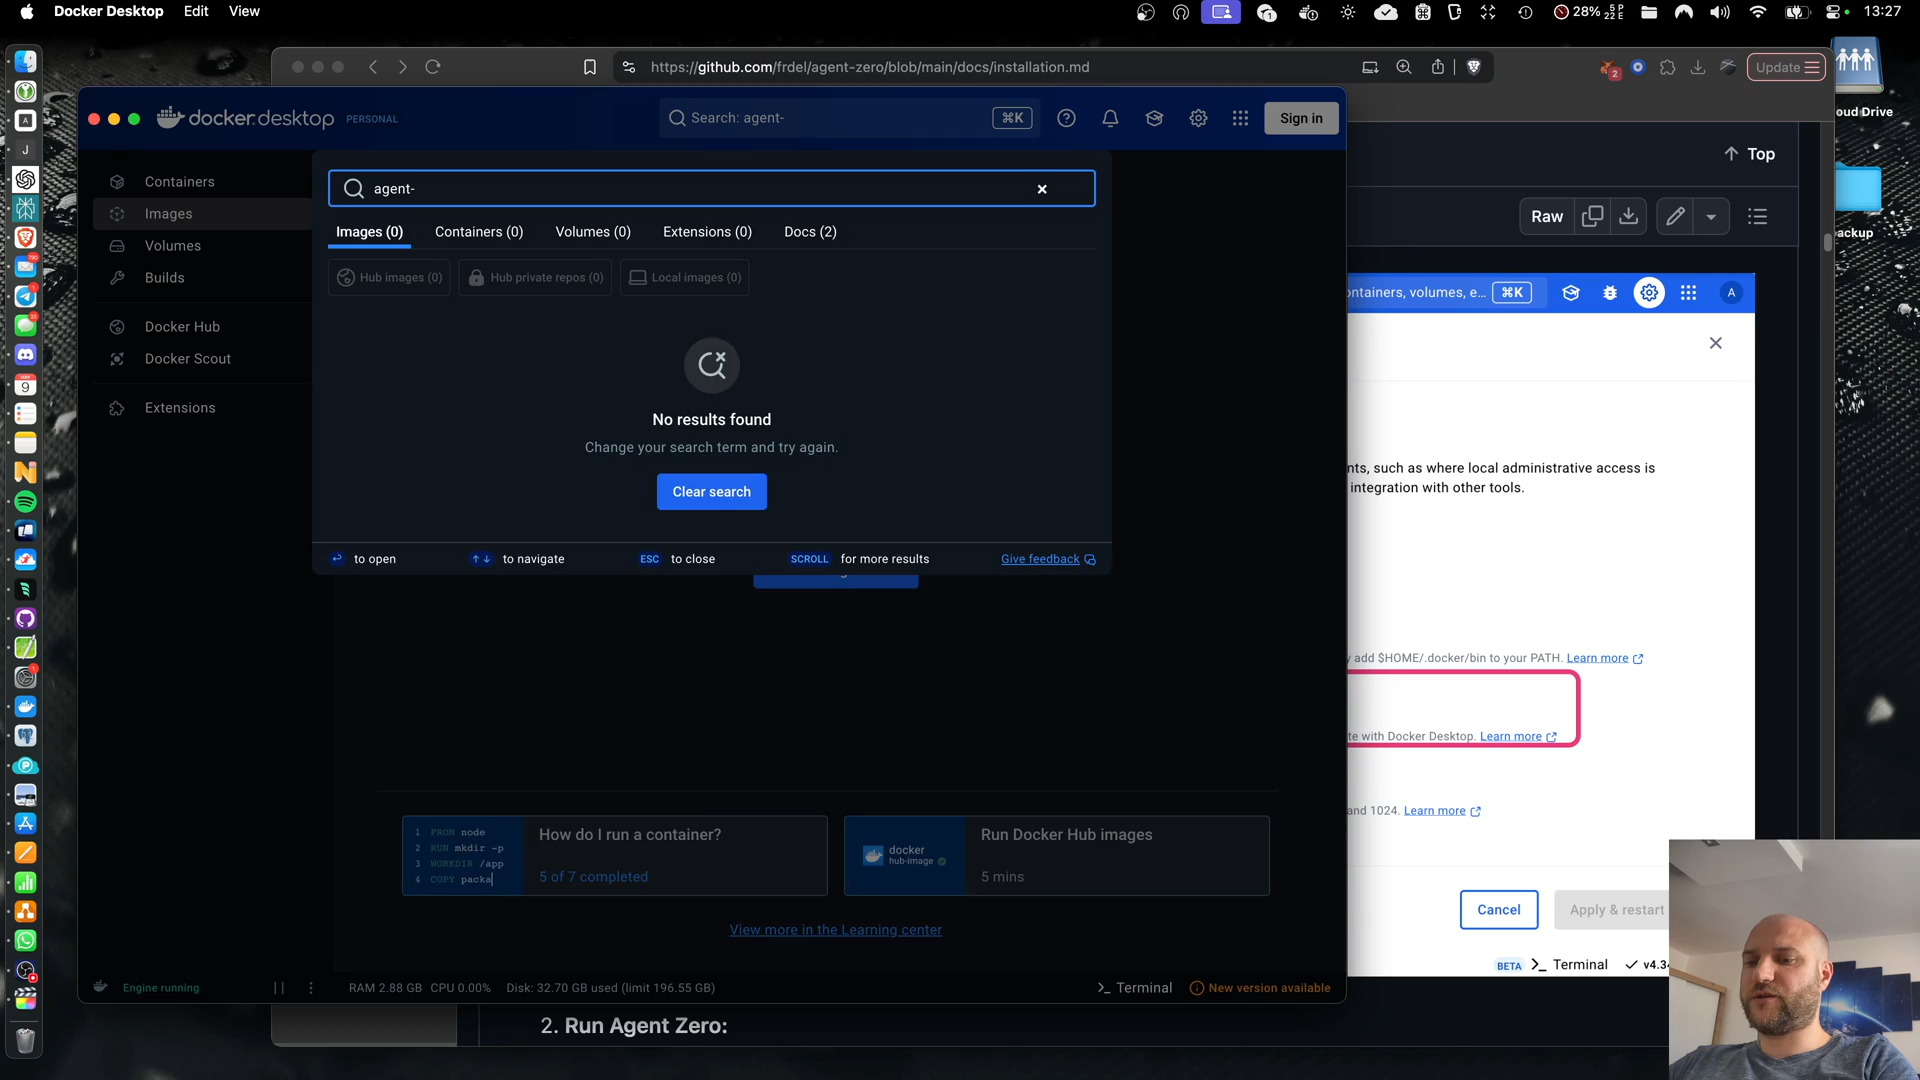 Docker Desktop
Edit
View
28%
5 P
22 E
13:27
https://github.com/frdel/agent-zero/blob/main/docs/installation.md
2
Update
oud Drive
docker.desktop
PERSONAL
Search: agent-
⌘K
Sign in
Containers
Images
Volumes
Builds
Docker Hub
Docker Scout
Extensions
agent-
Images (0)
Containers (0)
Volumes (0)
Extensions (0)
Docs (2)
Hub images (0)
Hub private repos (0)
Local images (0)
No results found
Change your search term and try again.
Clear search
to open
to navigate
ESC to close
SCROLL for more results
Give feedback
Top
Raw
ackup
ontainers, volumes, e...
⌘K
A
nts, such as where local administrative access is
integration with other tools.
y add $HOME/.docker/bin to your PATH. Learn more
te with Docker Desktop. Learn more
and 1024. Learn more
Cancel
Apply & restart
BETA
Terminal
v4.34
1 FROM node
2 RUN mkdir -p
3 WORKDIR /app
4 COPY packa
How do I run a container?
5 of 7 completed
docker
hub-image
Run Docker Hub images
5 mins
View more in the Learning center
Engine running
RAM 2.88 GB CPU 0.00%
Disk: 32.70 GB used (limit 196.55 GB)
Terminal
New version available
2. Run Agent Zero: